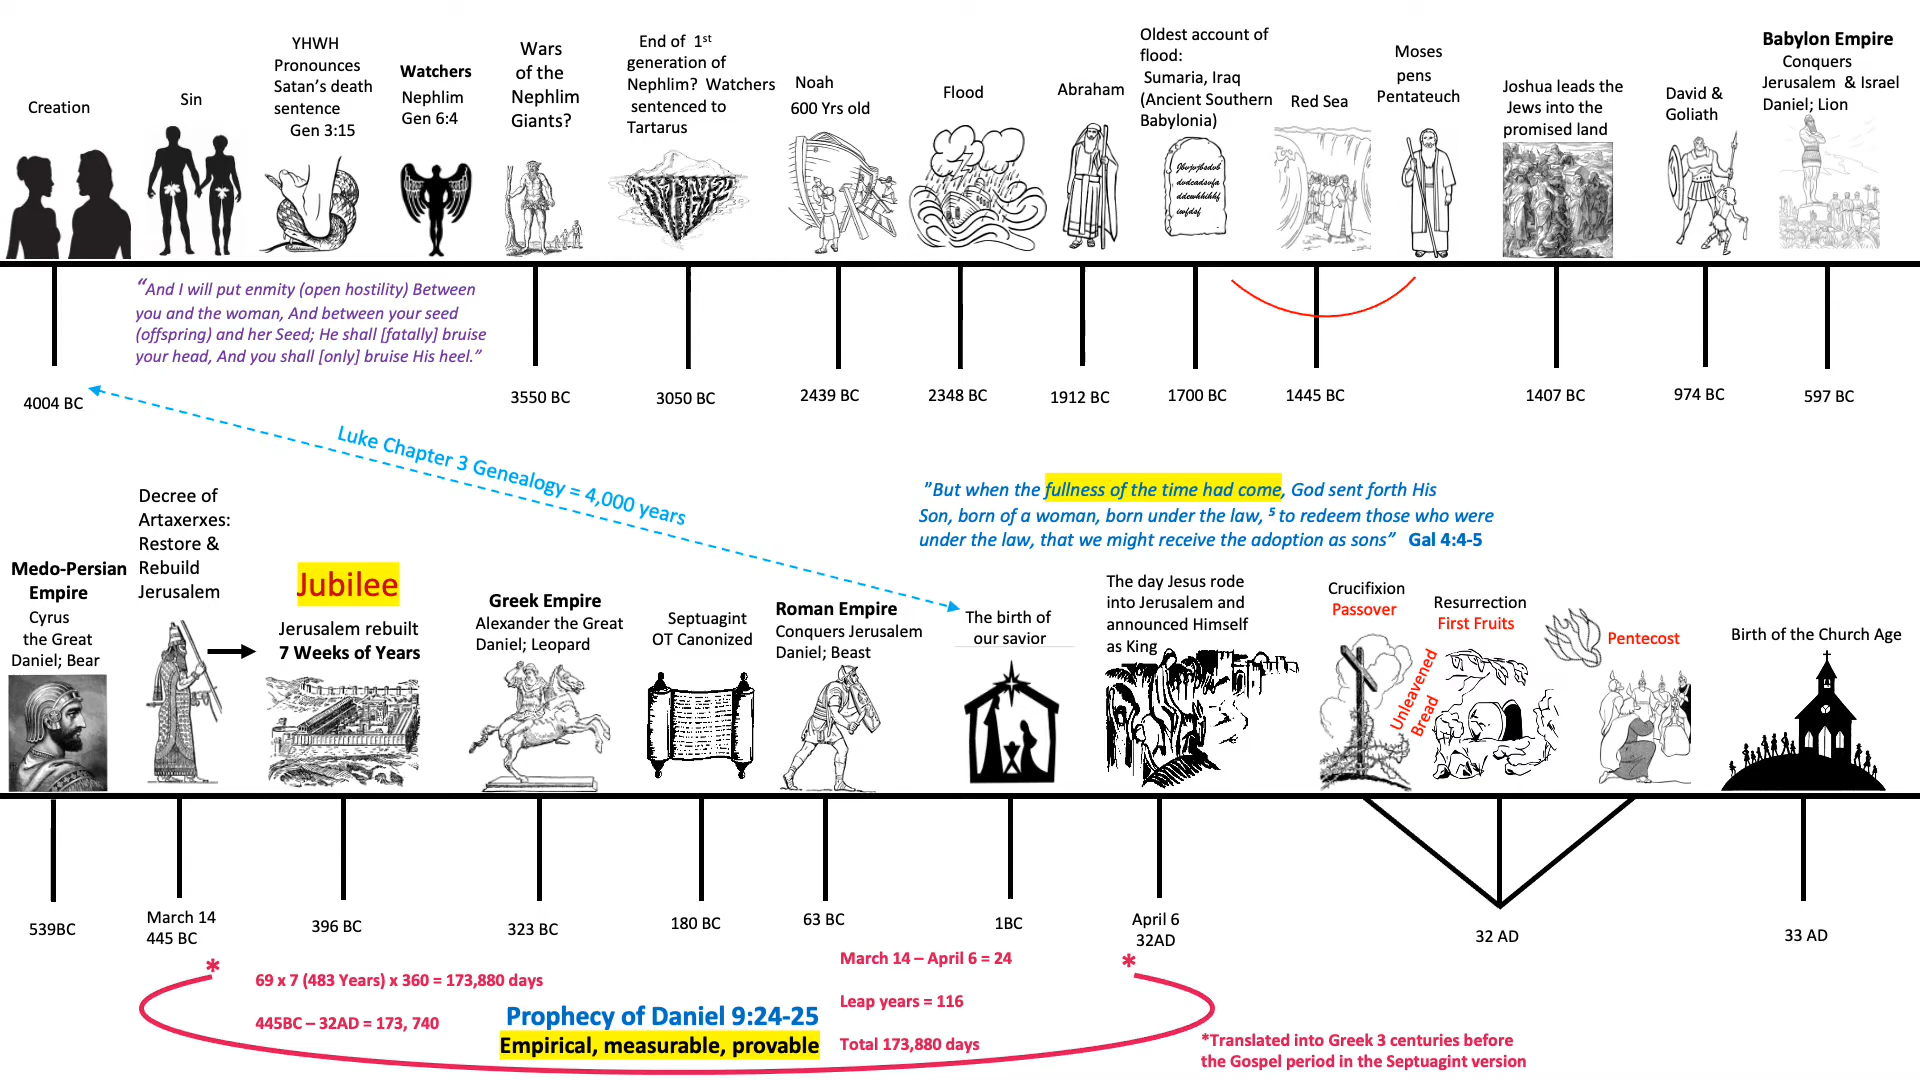 Creation
Sin
YHWH
Pronounces
Satan's death
sentence
Gen 3:15
Watchers
Nephlim
Gen 6:4
Wars
of the
Nephlim
Giants?
End of 1st
generation of
Nephlim? Watchers
sentenced to
Tartarus
Noah
600 Yrs old
Flood
Abraham
Oldest account of
flood:
Sumaria, Iraq
(Ancient Southern
Babylonia)
Red Sea
Moses
pens
Pentateuch
Joshua leads the
Jews into the
promised land
David &
Goliath
Babylon Empire
Conquers
Jerusalem & Israel
Daniel; Lion
"And I will put enmity (open hostility) Between
you and the woman, And between your seed
(offspring) and her Seed; He shall [fatally] bruise
your head, And you shall [only] bruise His heel."
4004 BC
3550 BC
3050 BC
2439 BC
2348 BC
1912 BC
1700 BC
1445 BC
1407 BC
974 BC
597 BC
Luke Chapter 3 Genealogy = 4,000 years
"But when the fullness of the time had come, God sent forth His
Son, born of a woman, born under the law, 5 to redeem those who were
under the law, that we might receive the adoption as sons" Gal 4:4-5
Medo-Persian
Empire
Cyrus
the Great
Daniel; Bear
Decree of
Artaxerxes:
Restore &
Rebuild
Jerusalem
Jubilee
Jerusalem rebuilt
7 Weeks of Years
Greek Empire
Alexander the Great
Daniel; Leopard
Septuagint
OT Canonized
Roman Empire
Conquers Jerusalem
Daniel; Beast
The birth of
our savior
The day Jesus rode
into Jerusalem and
announced Himself
as King
Crucifixion
Passover
Unleavened
Bread
Resurrection
First Fruits
Pentecost
Birth of the Church Age
539BC
March 14
445 BC
396 BC
323 BC
180 BC
63 BC
1BC
April 6
32AD
32 AD
33 AD
*
69 x 7 (483 Years) x 360 = 173,880 days
445BC – 32AD = 173, 740
Prophecy of Daniel 9:24-25
Empirical, measurable, provable
March 14 – April 6 = 24
Leap years = 116
Total 173,880 days
*
*Translated into Greek 3 centuries before
the Gospel period in the Septuagint version